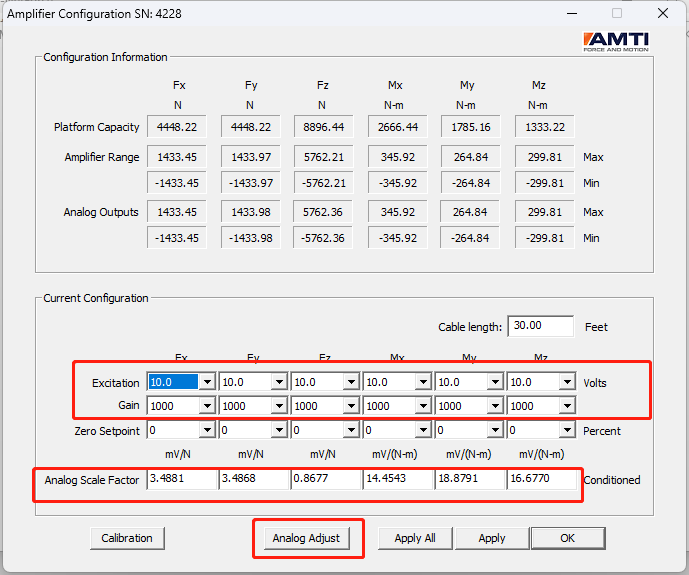 Amplifier Configuration SN: 4228
AMTI
FORCE AND MOTION
Configuration Information
Fx Fy Fz Mx My Mz
N N N N-m N-m N-m
Platform Capacity 4448.22 4448.22 8896.44 2666.44 1785.16 1333.22
Amplifier Range 1433.45 1433.97 5762.21 345.92 264.84 299.81 Max
-1433.45 -1433.97 -5762.21 -345.92 -264.84 -299.81 Min
Analog Outputs 1433.45 1433.98 5762.36 345.92 264.84 299.81 Max
-1433.45 -1433.98 -5762.36 -345.92 -264.84 -299.81 Min
Current Configuration
Cable length: 30.00 Feet
Fx Fy Fz Mx My Mz
Excitation 10.0 10.0 10.0 10.0 10.0 10.0 Volts
Gain 1000 1000 1000 1000 1000 1000
Zero Setpoint 0 0 0 0 0 0 Percent
mV/N mV/N mV/N mV/(N-m) mV/(N-m) mV/(N-m)
Analog Scale Factor 3.4881 3.4868 0.8677 14.4543 18.8791 16.6770 Conditioned
Calibration Analog Adjust Apply All Apply OK